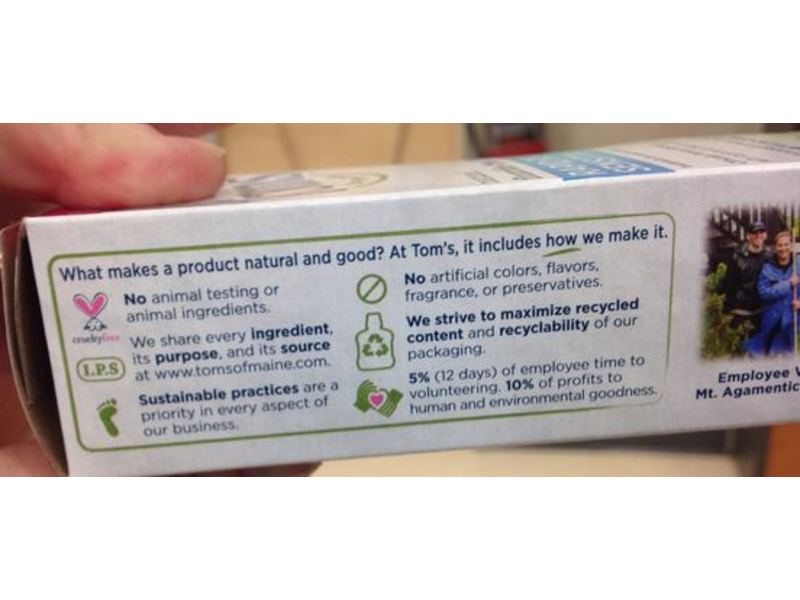 What makes a product natural and good? At Tom's, it includes how we make it.
No animal testing or
animal ingredients.
crueltyfree
We share every ingredient,
its purpose, and its source
at www.tomsofmaine.com.
I.P.S
Sustainable practices are a
priority in every aspect of
our business.
No artificial colors, flavors,
fragrance, or preservatives.
We strive to maximize recycled
content and recyclability of our
packaging.
5% (12 days) of employee time to
volunteering. 10% of profits to
human and environmental goodness.
Employee
Mt. Agamentic